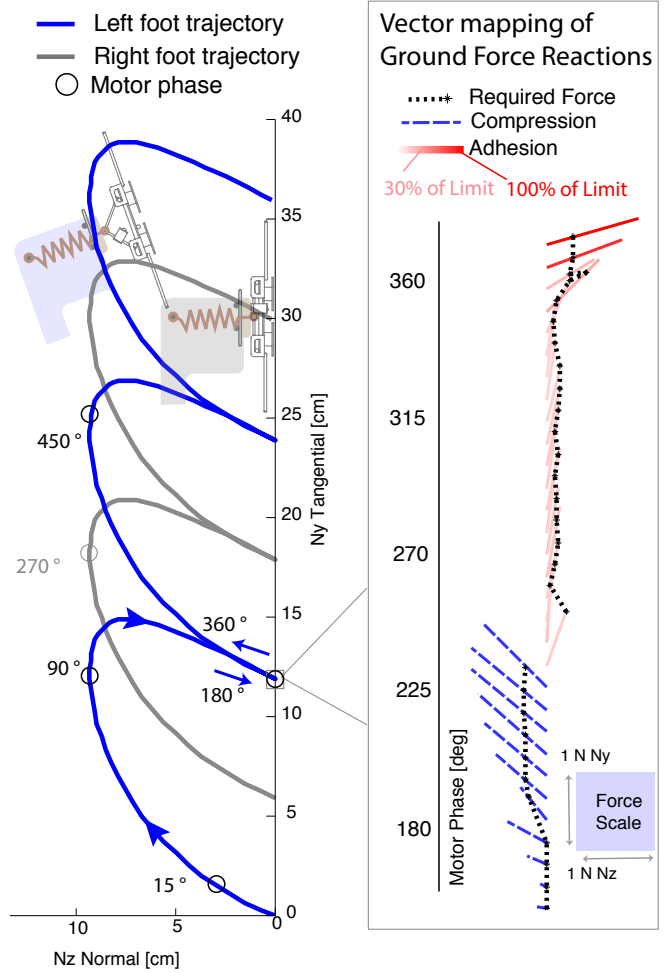 Left foot trajectory
Right foot trajectory
Motor phase
40
35
30
25
20
15
10
5
0
Ny Tangential [cm]
450 °
270 °
360 °
90 °
180 °
15 °
10
5
0
Nz Normal [cm]
Vector mapping of
Ground Force Reactions
Required Force
Compression
Adhesion
30% of Limit
100% of Limit
360
315
270
225
180
Motor Phase [deg]
1 N Ny
Force
Scale
1 N Nz